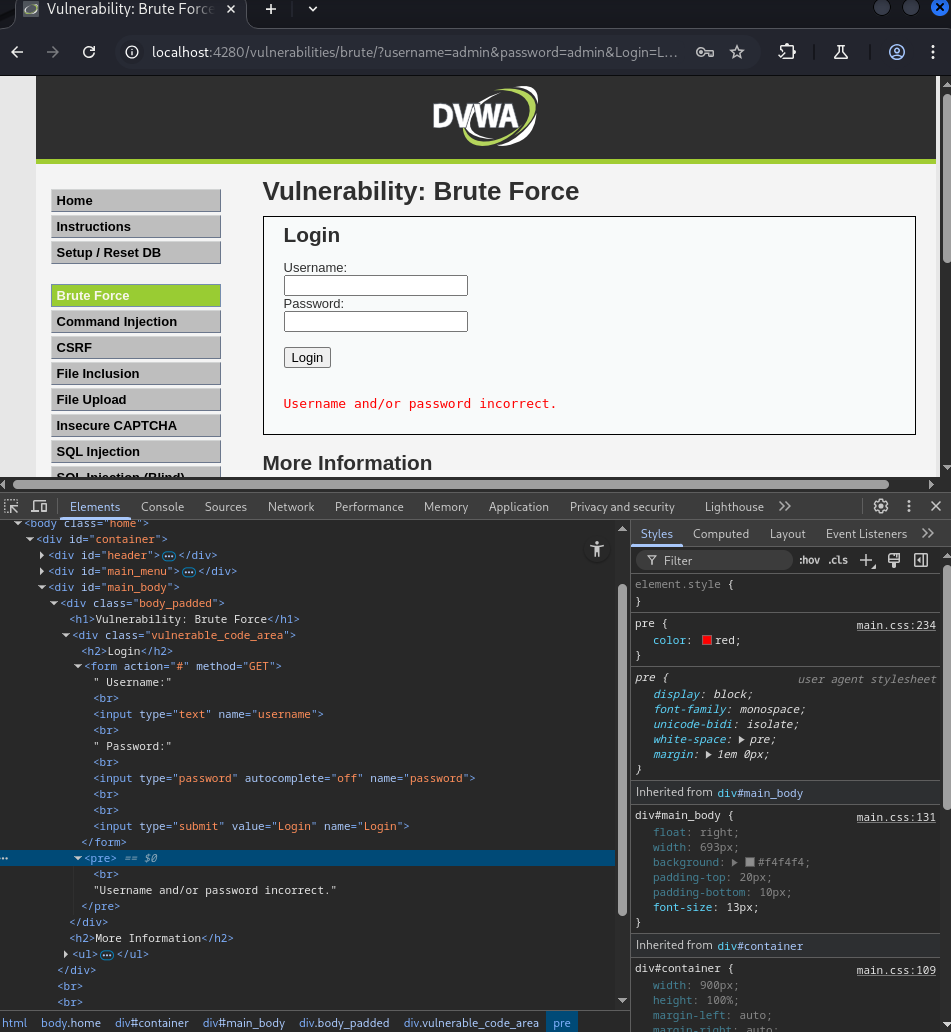 Vulnerability: Brute Force
localhost:4280/vulnerabilities/brute/?username=admin&password=admin&Login=L...
DVWA
Home
Instructions
Setup / Reset DB
Brute Force
Command Injection
CSRF
File Inclusion
File Upload
Insecure CAPTCHA
SQL Injection
SQL Injection (Blind)
Vulnerability: Brute Force
Login
Username:
Password:
Login
Username and/or password incorrect.
More Information
Elements Console Sources Network Performance Memory Application Privacy and security Lighthouse
<body class="home">
<div id="container">
<div id="header"> </div>
<div id="main_menu"> </div>
<div id="main_body">
<div class="body_padded">
<h1>Vulnerability: Brute Force</h1>
<div class="vulnerable_code_area">
<h2>Login</h2>
<form action="#" method="GET">
" Username:"
<br>
<input type="text" name="username">
<br>
" Password:"
<br>
<input type="password" autocomplete="off" name="password">
<br>
<br>
<input type="submit" value="Login" name="Login">
</form>
<pre> == $0
<br>
"Username and/or password incorrect."
</pre>
</div>
<h2>More Information</h2>
<ul> </ul>
</div>
<br>
<br>
html body.home div#container div#main_body div.body_padded div.vulnerable_code_area pre
Styles Computed Layout Event Listeners
Filter :hov .cls
element.style {
}
pre { main.css:234
color: red;
}
pre { user agent stylesheet
display: block;
font-family: monospace;
unicode-bidi: isolate;
white-space: pre;
margin: 1em 0px;
}
Inherited from div#main_body
div#main_body { main.css:131
float: right;
width: 693px;
background: #f4f4f4;
padding-top: 20px;
padding-bottom: 10px;
font-size: 13px;
}
Inherited from div#container
div#container { main.css:109
width: 900px;
height: 100%;
margin-left: auto;
margin-right: auto;